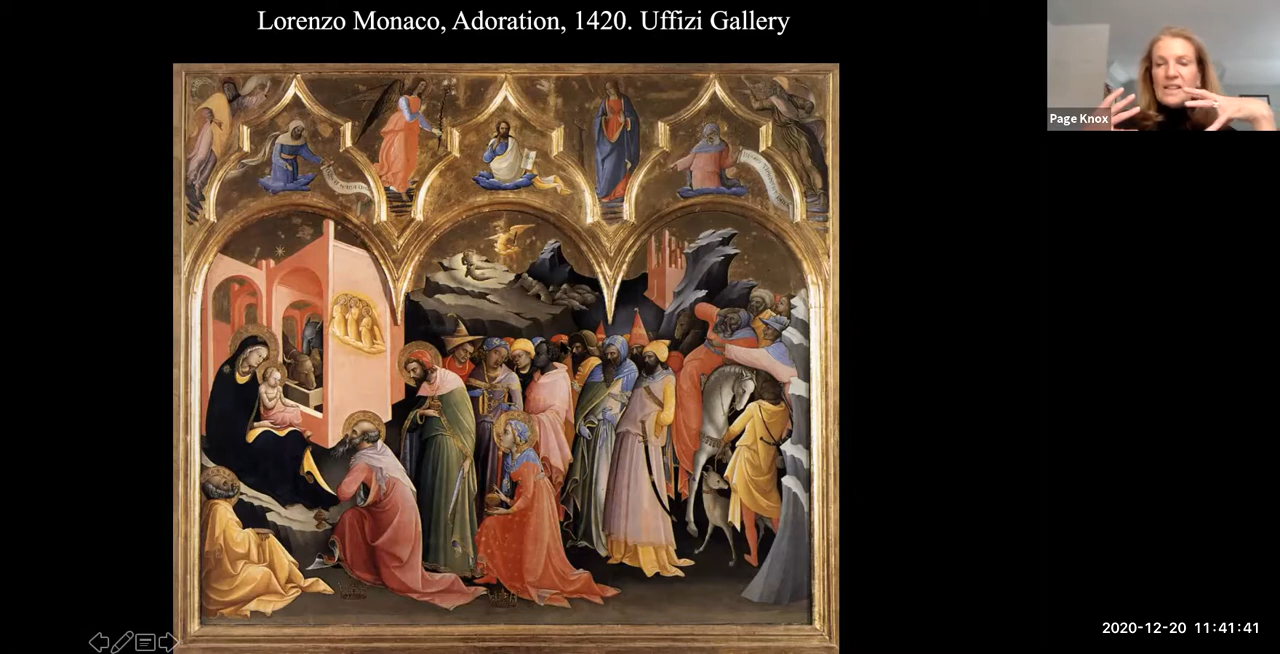 Lorenzo Monaco, Adoration, 1420. Uffizi Gallery
Page Knox
2020-12-20 11:41:41